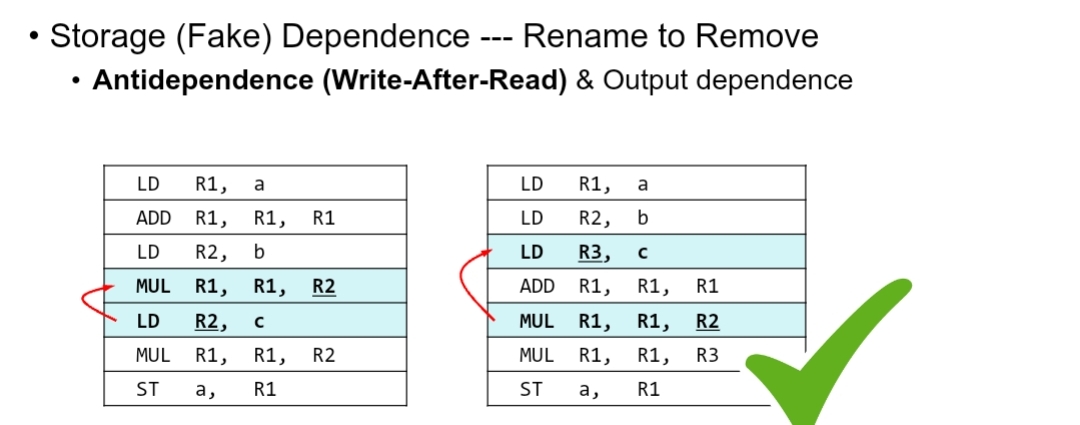 • Storage (Fake) Dependence --- Rename to Remove
• Antidependence (Write-After-Read) & Output dependence
LD R1, a
ADD R1, R1, R1
LD R2, b
MUL R1, R1, R2
LD R2, c
MUL R1, R1, R2
ST a, R1
LD R1, a
LD R2, b
LD R3, c
ADD R1, R1, R1
MUL R1, R1, R2
MUL R1, R1, R3
ST a, R1